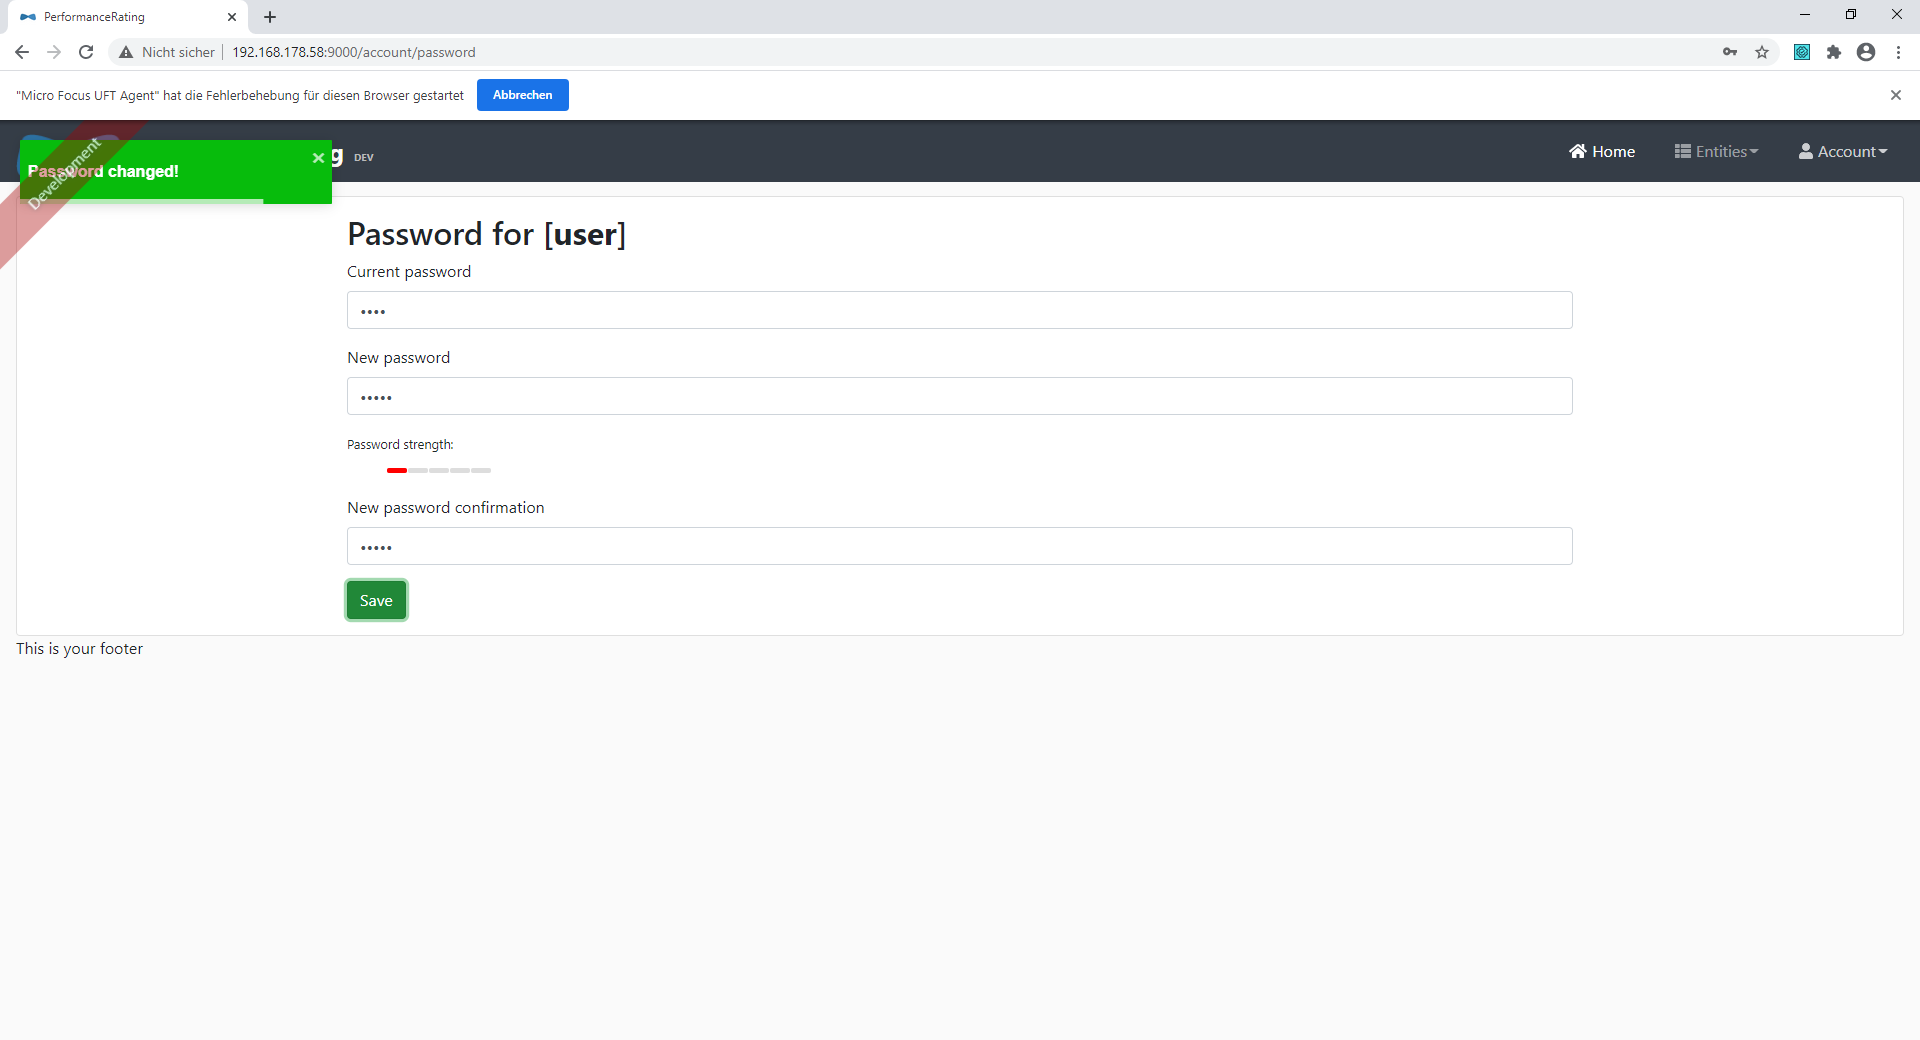 PerformanceRating
Nicht sicher
192.168.178.58:9000/account/password
"Micro Focus UFT Agent" hat die Fehlerbehebung für diesen Browser gestartet
Abbrechen
Development
Password changed!
g DEV
Home
Entities
Account
Password for [user]
Current password
New password
Password strength:
New password confirmation
Save
This is your footer